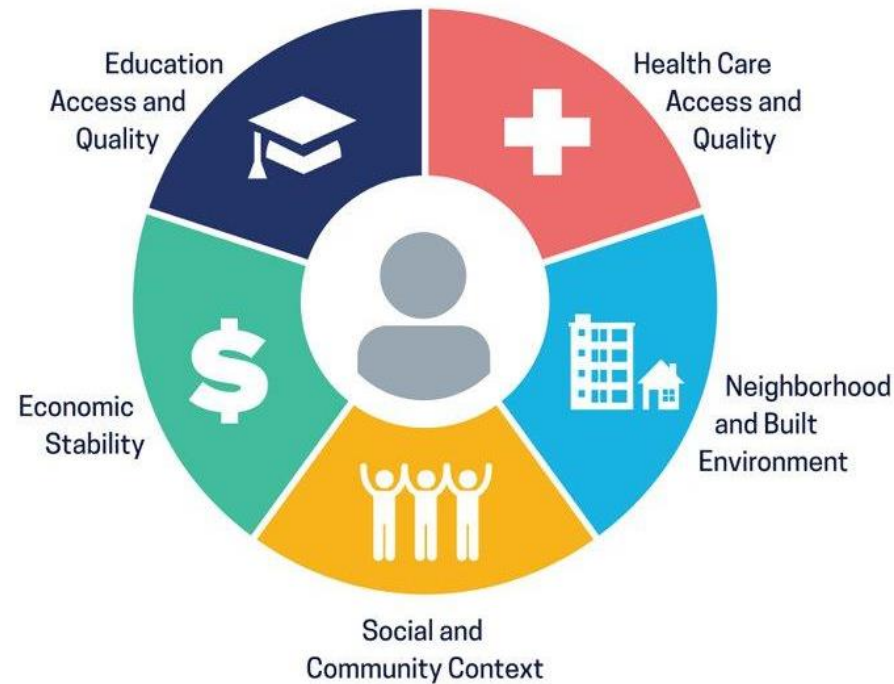 Education
Access and
Quality
Health Care
Access and
Quality
Economic
Stability
Neighborhood
and Built
Environment
Social and
Community Context